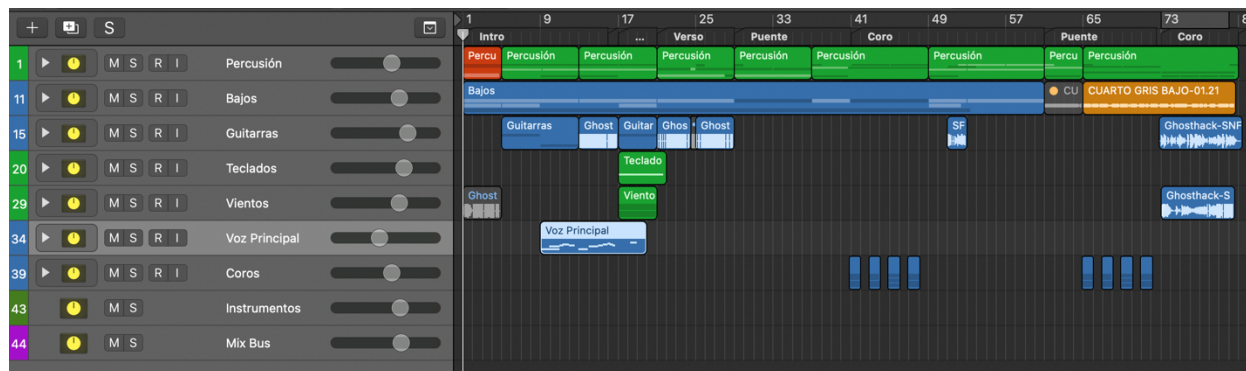 S 1 9 17 25 33 41 49 57 65 73
Intro ... Verso Puente Coro Puente Coro
1 M S R I Percusión Percu Percusión Percusión Percusión Percusión Percusión Percusión Percu Percusión
11 M S R I Bajos Bajos CU CUARTO GRIS BAJO-01.21
15 M S R I Guitarras Guitarras Ghost Guitar Ghos Ghost SF Ghosthack-SNF
20 M S R I Teclados Teclado
29 M S R I Vientos Ghost Viento Ghosthack-S
34 M S R I Voz Principal Voz Principal
39 M S R I Coros
43 M S Instrumentos
44 M S Mix Bus